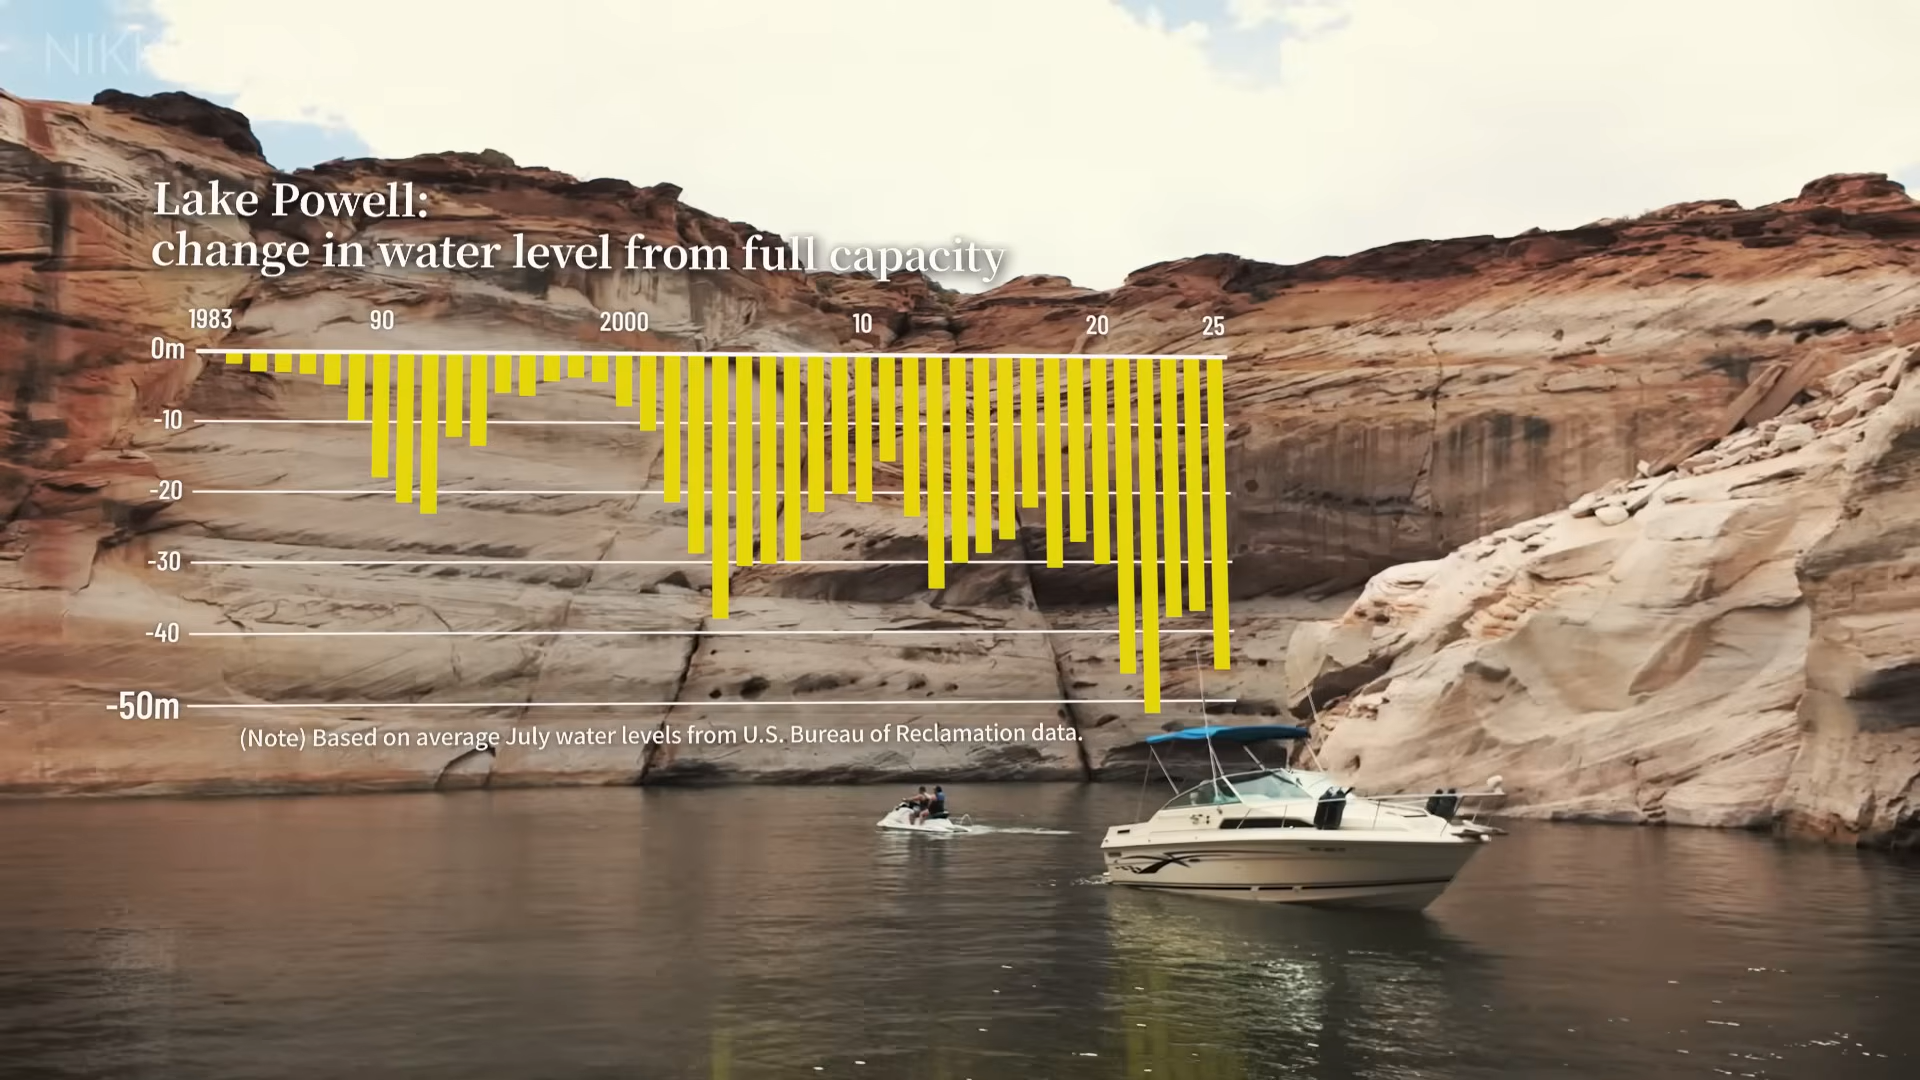 Lake Powell:
change in water level from full capacity
1983 90 2000 10 20 25
0m
-10
-20
-30
-40
-50m
(Note) Based on average July water levels from U.S. Bureau of Reclamation data.